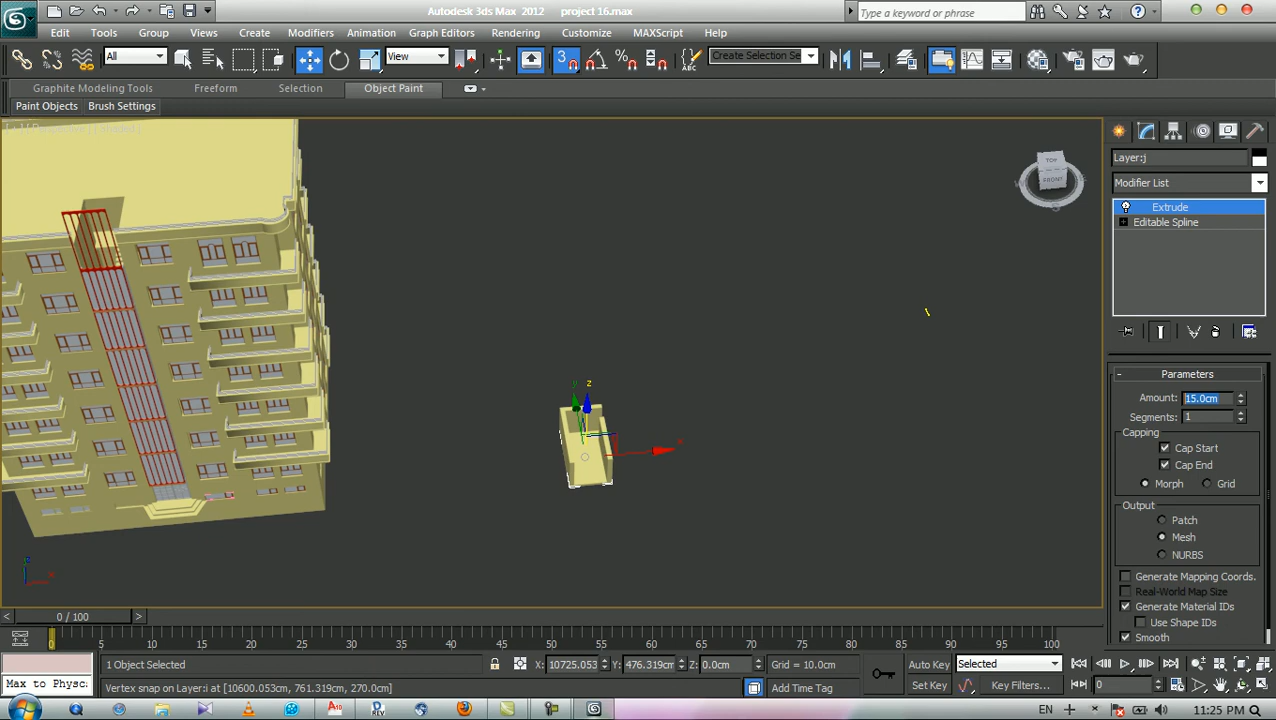 Autodesk 3ds Max 2012 project 16.max
Type a keyword or phrase
Edit Tools Group Views Create Modifiers Animation Graph Editors Rendering Customize MAXScript Help
All View 3 Create Selection Se
Graphite Modeling Tools Freeform Selection Object Paint
Paint Objects Brush Settings
TOP
FRONT
Layer:j
Modifier List
Extrude
Editable Spline
Parameters
Amount: 15.0cm
Segments: 1
Capping
Cap Start
Cap End
Morph Grid
Output
Patch
Mesh
NURBS
Generate Mapping Coords.
Real-World Map Size
Generate Material IDs
Use Shape IDs
Smooth
z
x
0 / 100
0 5 10 15 20 25 30 35 40 45 50 55 60 65 70 75 80 85 90 95 100
1 Object Selected X: 10725.053 Y: 476.319cm Z: 0.0cm Grid = 10.0cm Auto Key Selected
Max to Physc: Vertex snap on Layer:i at [10600.053cm, 761.319cm, 270.0cm] Add Time Tag Set Key Key Filters... 0
EN 11:25 PM